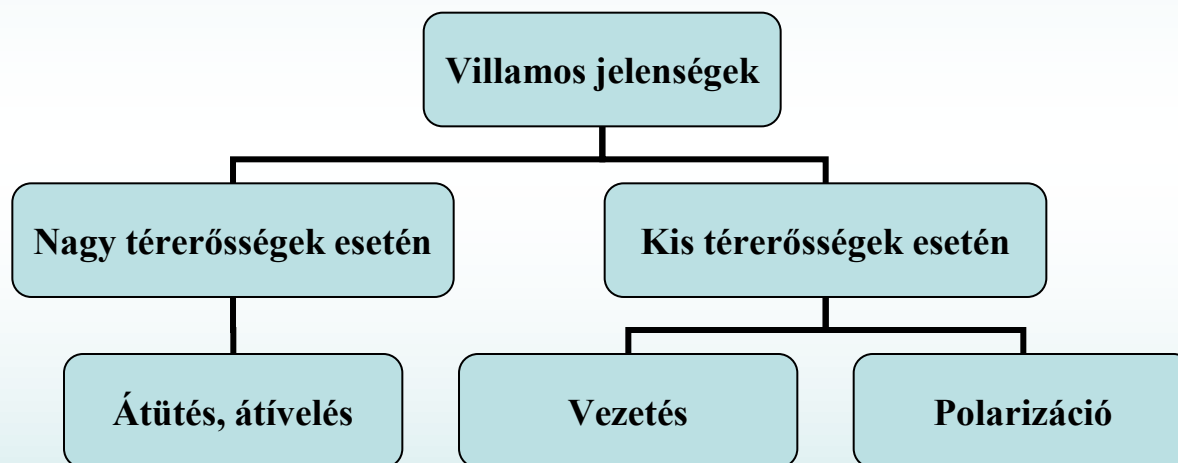 Villamos jelenségek
Nagy térerősségek esetén
Kis térerősségek esetén
Átütés, átívelés
Vezetés
Polarizáció